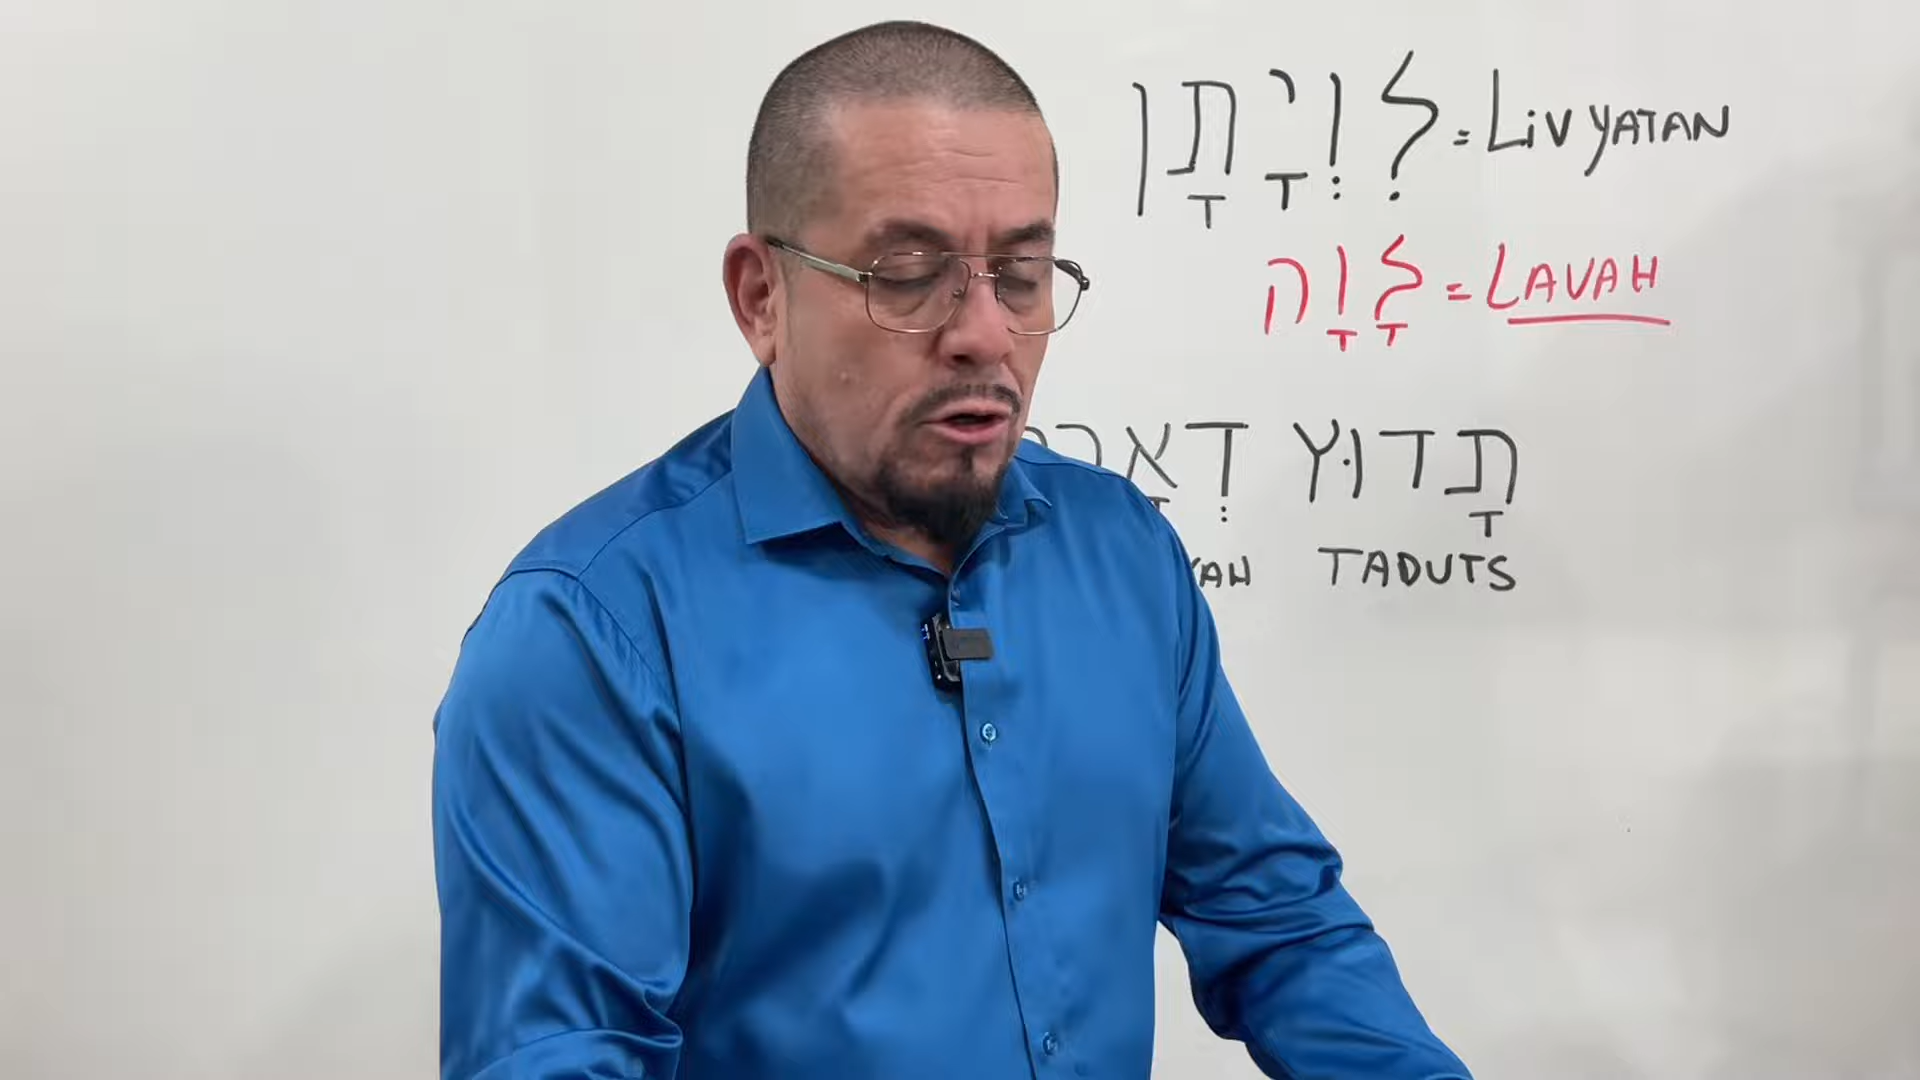 לִוְיָתָן = LiVYATAN
לָוָה = LAVAH
תָדוּץ דְאָ
TADUTS